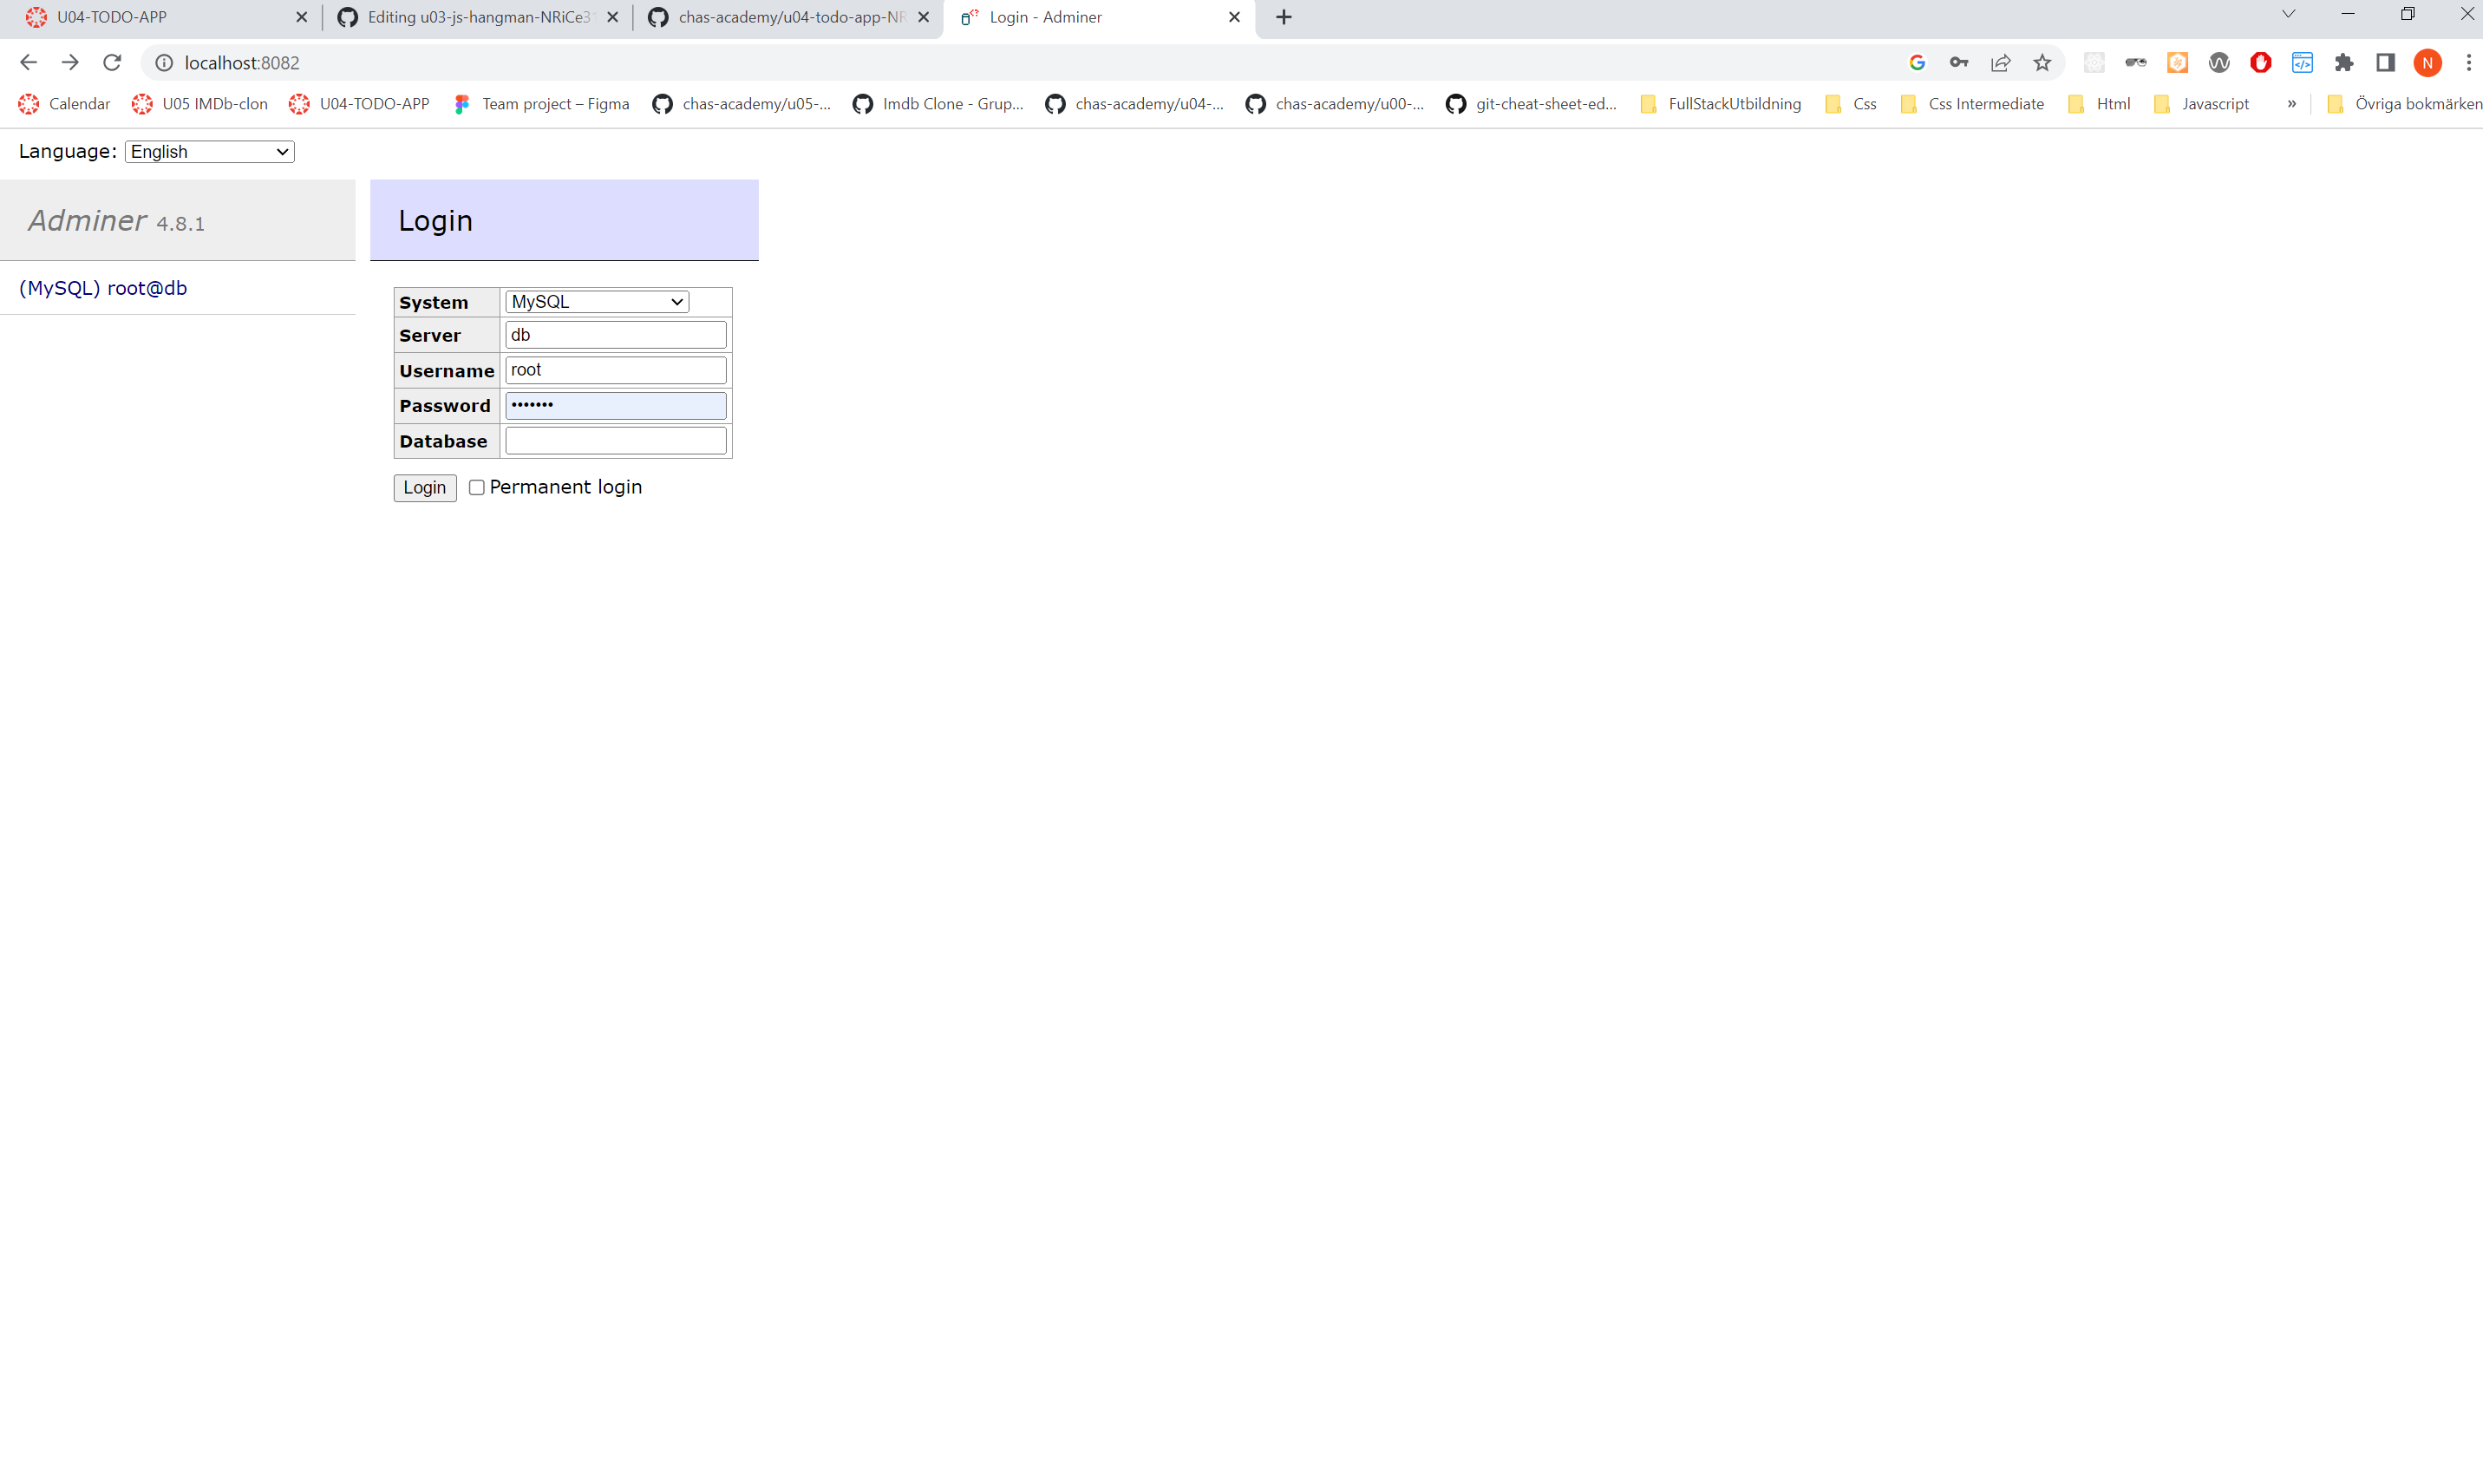 U04-TODO-APP
Editing u03-js-hangman-NRiCe31
chas-academy/u04-todo-app-NR
Login - Adminer
localhost:8082
N
Calendar
U05 IMDb-clon
U04-TODO-APP
Team project – Figma
chas-academy/u05-...
Imdb Clone - Grup...
chas-academy/u04-...
chas-academy/u00-...
git-cheat-sheet-ed...
FullStackUtbildning
Css
Css Intermediate
Html
Javascript
»
Övriga bokmärken
Language: English
Adminer 4.8.1
Login
(MySQL) root@db
System MySQL
Server db
Username root
Password •••••••
Database
Login Permanent login